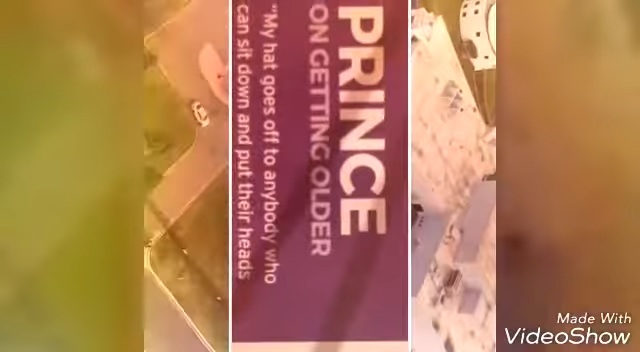 PRINCE
ON GETTING OLDER
"My hat goes off to anybody who
can sit down and put their heads
Made With
VideoShow